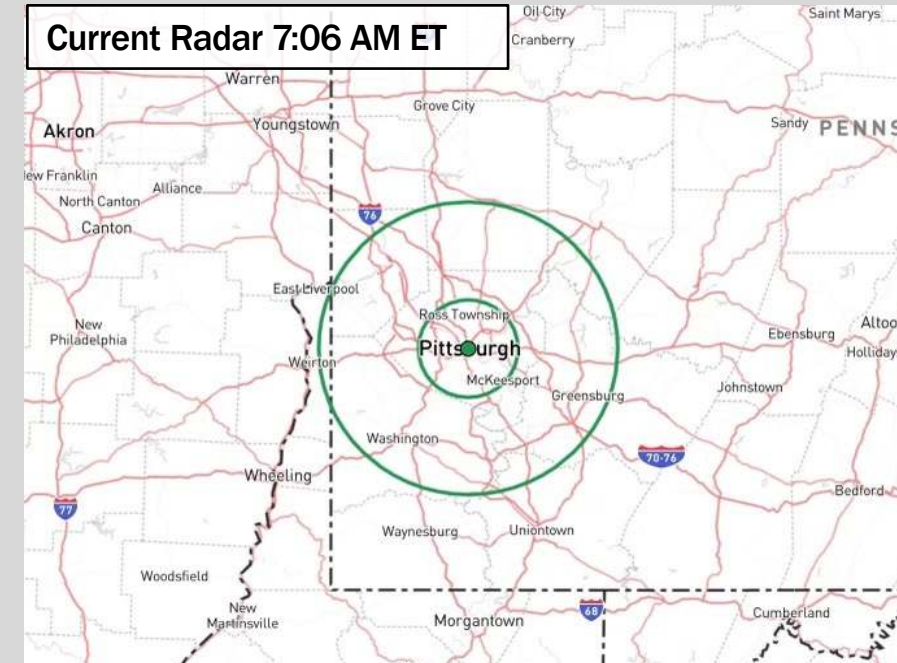 Current Radar 7:06 AM ET
Oil City
Saint Marys
Cranberry
Warren
Grove City
Akron
Youngstown
Sandy
PENNS
ew Franklin
Alliance
North Canton
Canton
76
East Liverpool
Ross Township
New
Philadelphia
Pittsburgh
Ebensburg
Altoo
Holliday
Weirton
McKeesport
Greensburg
Johnstown
Washington
70-76
Wheeling
Bedford
77
Waynesburg
Uniontown
Woodsfield
New
Martinsville
Morgantown
68
Cumberland